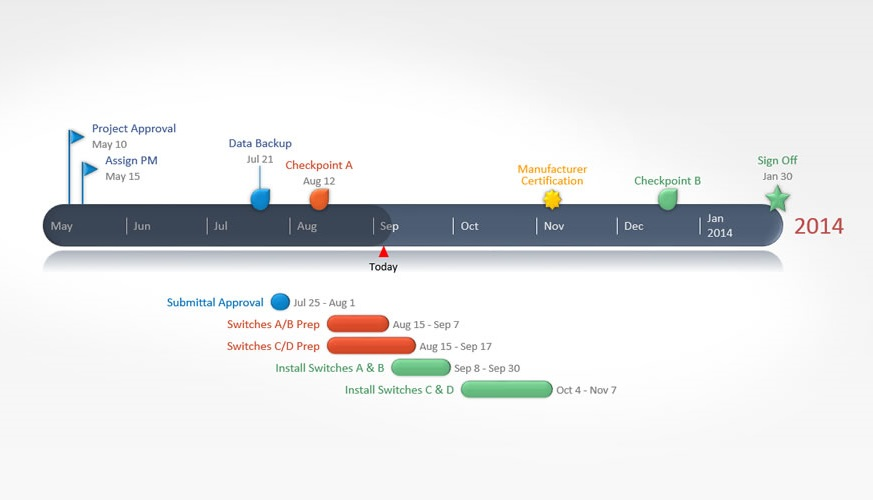 Project Approval
May 10
Assign PM
May 15
Data Backup
Jul 21
Checkpoint A
Aug 12
Manufacturer
Certification
Checkpoint B
Sign Off
Jan 30
May
Jun
Jul
Aug
Sep
Oct
Nov
Dec
Jan
2014
2014
Today
Submittal Approval Jul 25 - Aug 1
Switches A/B Prep Aug 15 - Sep 7
Switches C/D Prep Aug 15 - Sep 17
Install Switches A & B Sep 8 - Sep 30
Install Switches C & D Oct 4 - Nov 7